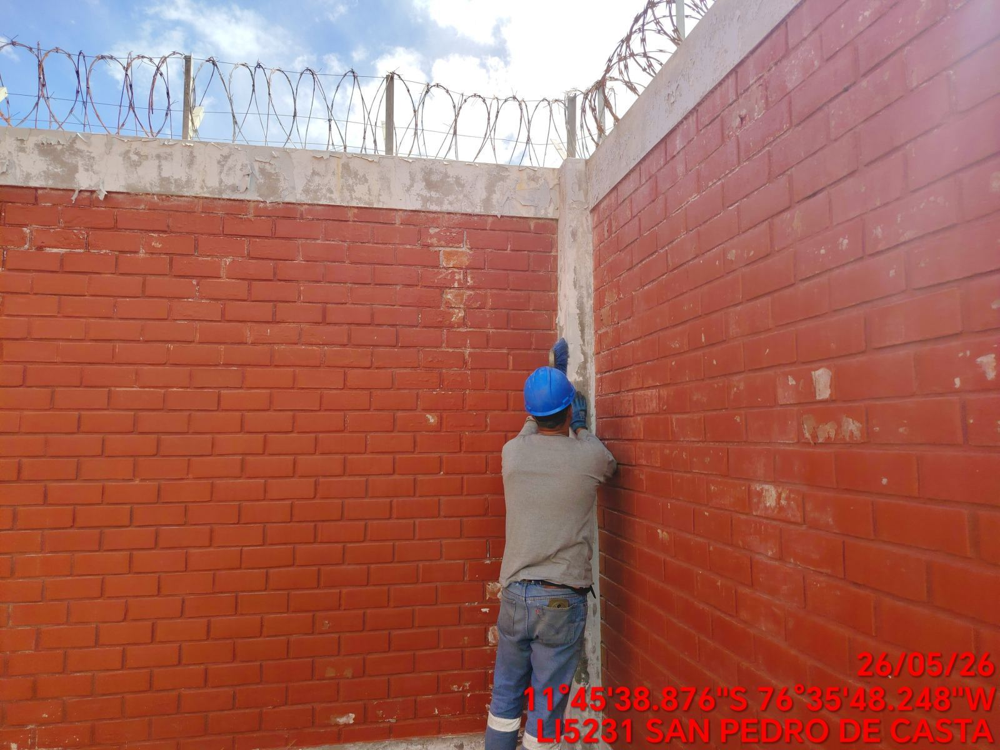 26/05/26
11°45'38.876"S 76°35'48.248"W
LI5231 SAN PEDRO DE CASTA